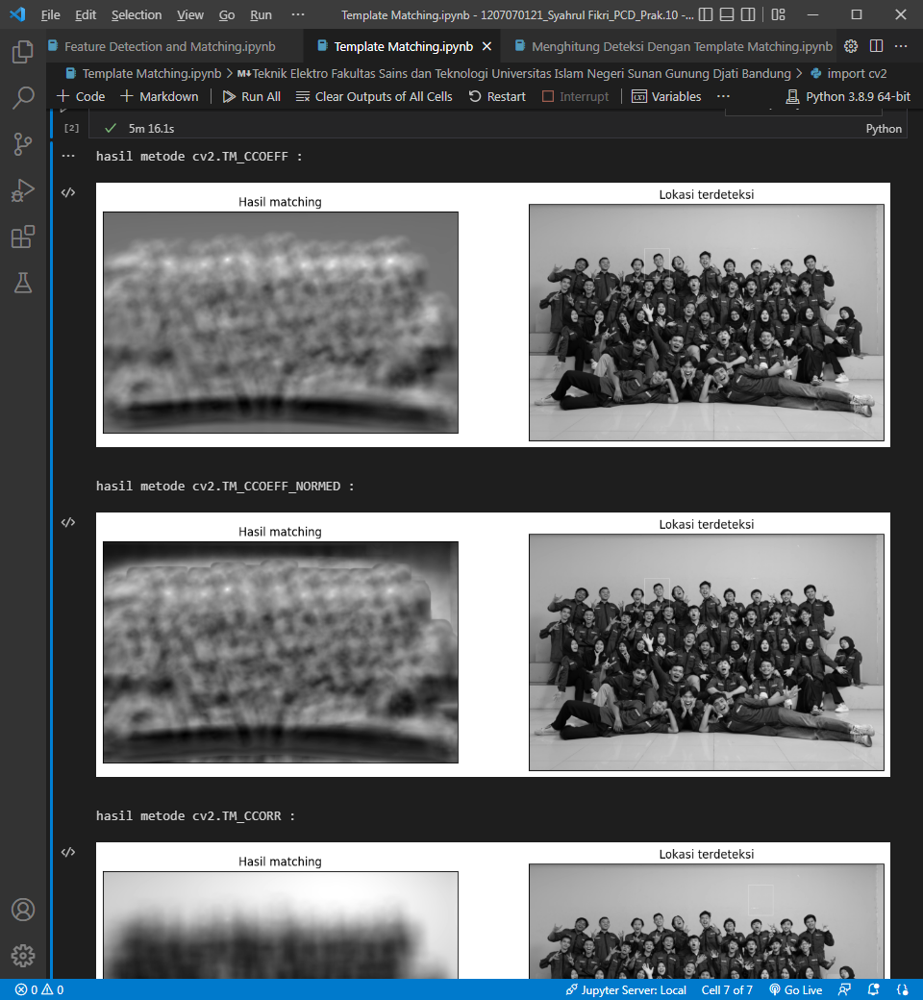 File Edit Selection View Go Run ··· Template Matching.ipynb - 1207070121_Syahrul Fikri_PCD_Prak.10 -...
Feature Detection and Matching.ipynb Template Matching.ipynb Menghitung Deteksi Dengan Template Matching.ipynb ···
Template Matching.ipynb > M↓Teknik Elektro Fakultas Sains dan Teknologi Universitas Islam Negeri Sunan Gunung Djati Bandung > import cv2
+ Code + Markdown Run All Clear Outputs of All Cells Restart Interrupt Variables ··· Python 3.8.9 64-bit
[2] 5m 16.1s Python
··· hasil metode cv2.TM_CCOEFF :
Hasil matching Lokasi terdeteksi
hasil metode cv2.TM_CCOEFF_NORMED :
Hasil matching Lokasi terdeteksi
hasil metode cv2.TM_CCORR :
Hasil matching Lokasi terdeteksi
0 0 Jupyter Server: Local Cell 7 of 7 Go Live